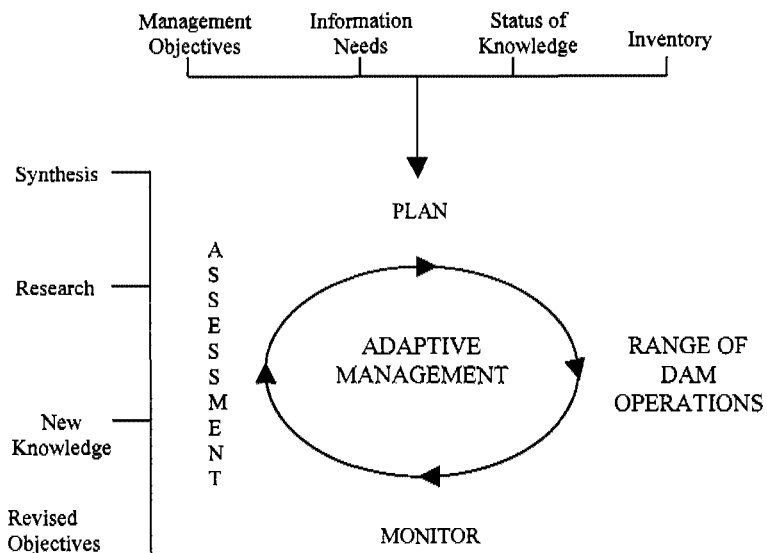 Management
Objectives
Information
Needs
Status of
Knowledge
Inventory
Synthesis
Research
New
Knowledge
Revised
Objectives
PLAN
ASSESSMENT
ADAPTIVE
MANAGEMENT
RANGE OF
DAM
OPERATIONS
MONITOR